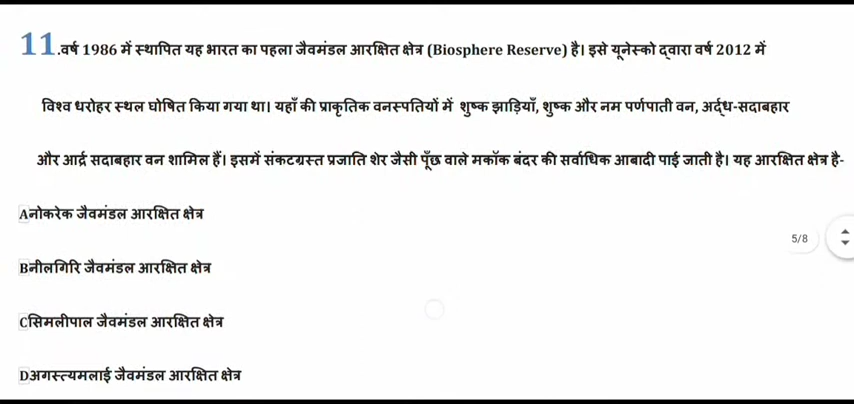 11.वर्ष 1986 में स्थापित यह भारत का पहला जैवमंडल आरक्षित क्षेत्र (Biosphere Reserve) है। इसे यूनेस्को द्वारा वर्ष 2012 में
विश्व धरोहर स्थल घोषित किया गया था। यहाँ की प्राकृतिक वनस्पतियों में शुष्क झाड़ियाँ, शुष्क और नम पर्णपाती वन, अर्द्ध-सदाबहार
और आर्द्र सदाबहार वन शामिल हैं। इसमें संकटग्रस्त प्रजाति शेर जैसी पूँछ वाले मकॉक बंदर की सर्वाधिक आबादी पाई जाती है। यह आरक्षित क्षेत्र है-
Aनोकरेक जैवमंडल आरक्षित क्षेत्र
5/8
Bनीलगिरि जैवमंडल आरक्षित क्षेत्र
Cसिमलीपाल जैवमंडल आरक्षित क्षेत्र
Dअगस्त्यमलाई जैवमंडल आरक्षित क्षेत्र